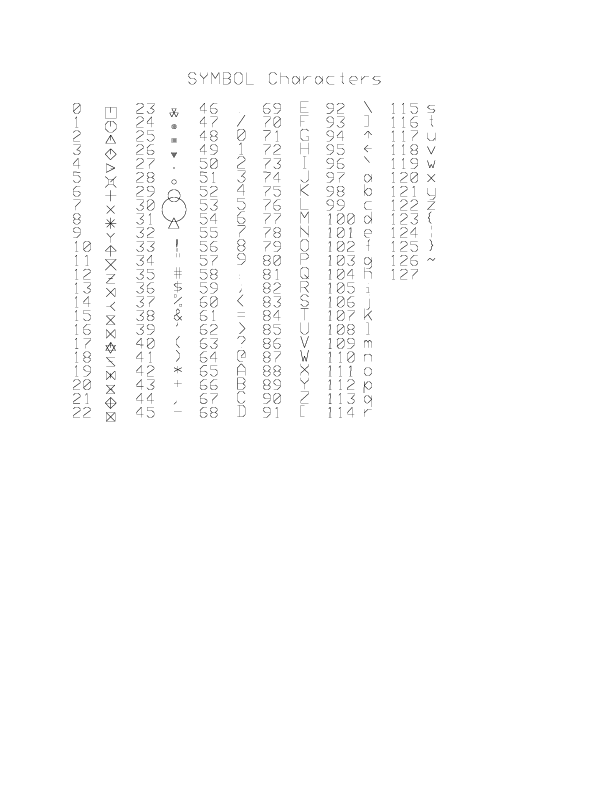 SYMBOL Characters
0 □ 23 46 . 69 E 92 \ 115 s
1 24 47 / 70 F 93 ] 116 t
2 25 48 0 71 G 94 ^ 117 u
3 26 49 1 72 H 95 ← 118 v
4 27 50 2 73 I 96 ` 119 w
5 28 51 3 74 J 97 a 120 x
6 + 29 52 4 75 K 98 b 121 y
7 × 30 53 5 76 L 99 c 122 z
8 31 54 6 77 M 100 d 123 {
9 Y 32 55 7 78 N 101 e 124 |
10 33 ! 56 8 79 O 102 f 125 }
11 34 " 57 9 80 P 103 g 126 ~
12 Z 35 # 58 : 81 Q 104 h 127
13 36 $ 59 ; 82 R 105 i
14 37 % 60 < 83 S 106 j
15 38 & 61 = 84 T 107 k
16 39 ' 62 > 85 U 108 l
17 40 ( 63 ? 86 V 109 m
18 41 ) 64 @ 87 W 110 n
19 42 * 65 A 88 X 111 o
20 43 + 66 B 89 Y 112 p
21 44 , 67 C 90 Z 113 q
22 45 - 68 D 91 [ 114 r